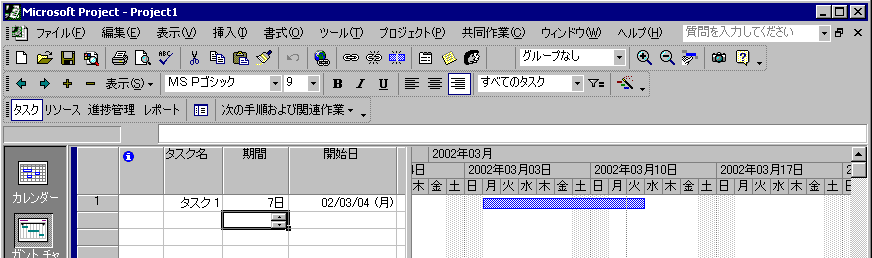 Microsoft Project - Project1
ファイル(F) 編集(E) 表示(V) 挿入(I) 書式(O) ツール(T) プロジェクト(P) 共同作業(C) ウィンドウ(W) ヘルプ(H) 質問を入力してください
グループなし
表示(S) MS Pゴシック 9 B I U すべてのタスク
タスク リソース 進捗管理 レポート 次の手順および関連作業
2002年03月
タスク名 期間 開始日 2002年03月03日 2002年03月10日 2002年03月17日
木 金 土 日 月 火 水 木 金 土 日 月 火 水 木 金 土 日 月 火 水 木 金 土
カレンダー
1 タスク1 7日 02/03/04 (月)
ガント チャ